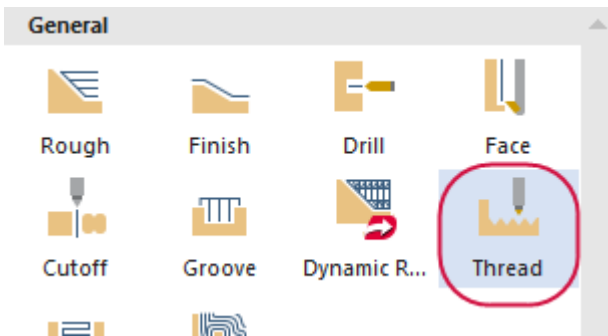 General
Rough Finish Drill Face
Cutoff Groove Dynamic R... Thread